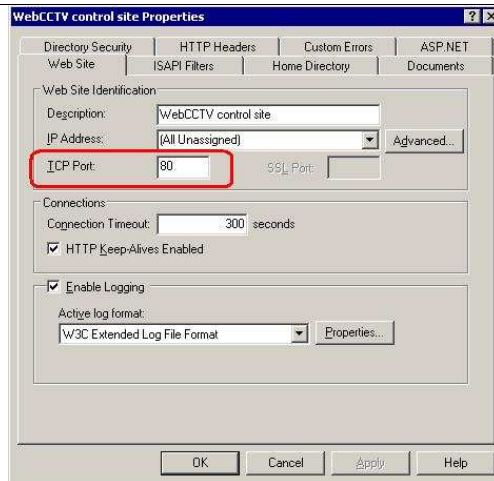 WebCCTV control site Properties
Directory Security HTTP Headers Custom Errors ASP.NET
Web Site ISAPI Filters Home Directory Documents
Web Site Identification
Description: WebCCTV control site
IP Address: (All Unassigned) Advanced...
TCP Port: 80 SSL Port:
Connections
Connection Timeout: 300 seconds
HTTP Keep-Alives Enabled
Enable Logging
Active log format:
W3C Extended Log File Format Properties...
OK Cancel Apply Help